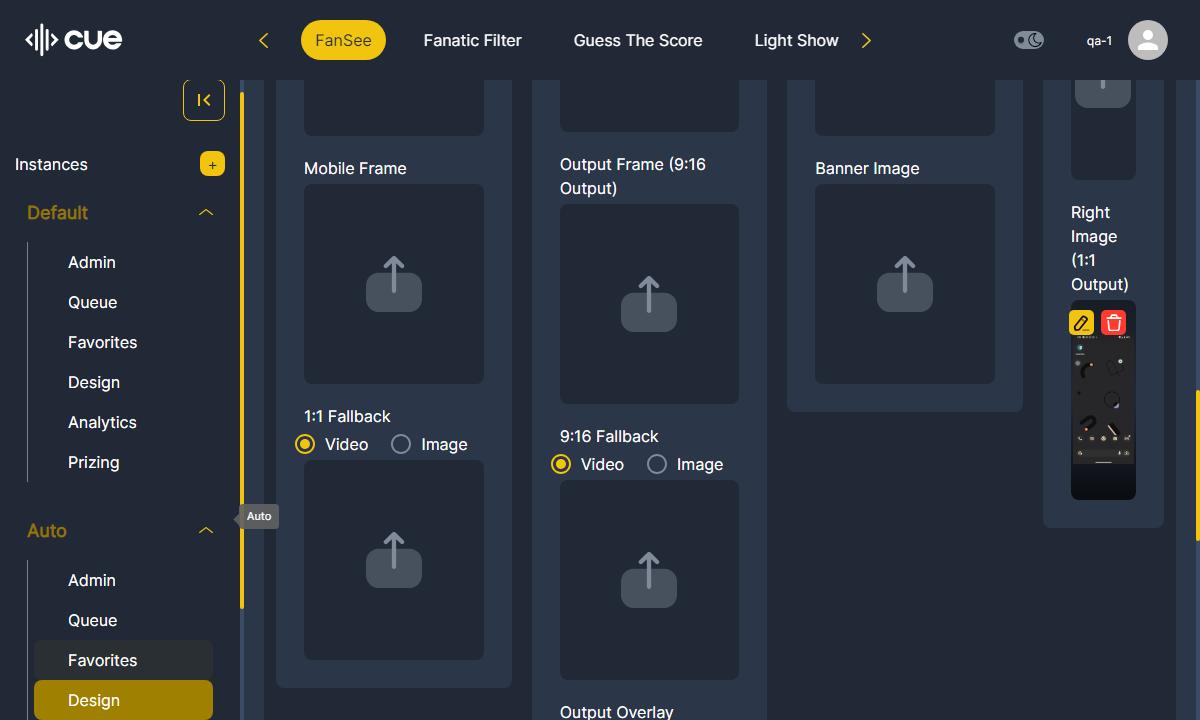 cue
FanSee
Fanatic Filter
Guess The Score
Light Show
qa-1
Instances
+
Default
Admin
Queue
Favorites
Design
Analytics
Prizing
Auto
Auto
Admin
Queue
Favorites
Design
Mobile Frame
1:1 Fallback
Video
Image
Output Frame (9:16
Output)
9:16 Fallback
Video
Image
Output Overlay
Banner Image
Right
Image
(1:1
Output)